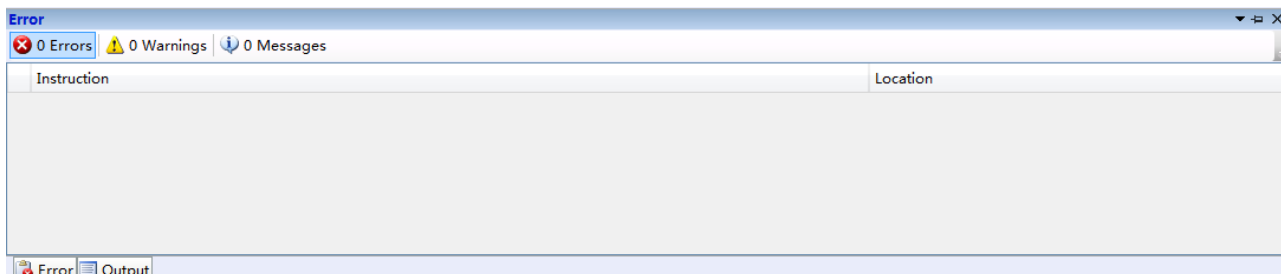 Error
0 Errors 0 Warnings 0 Messages
Instruction Location
Error Output